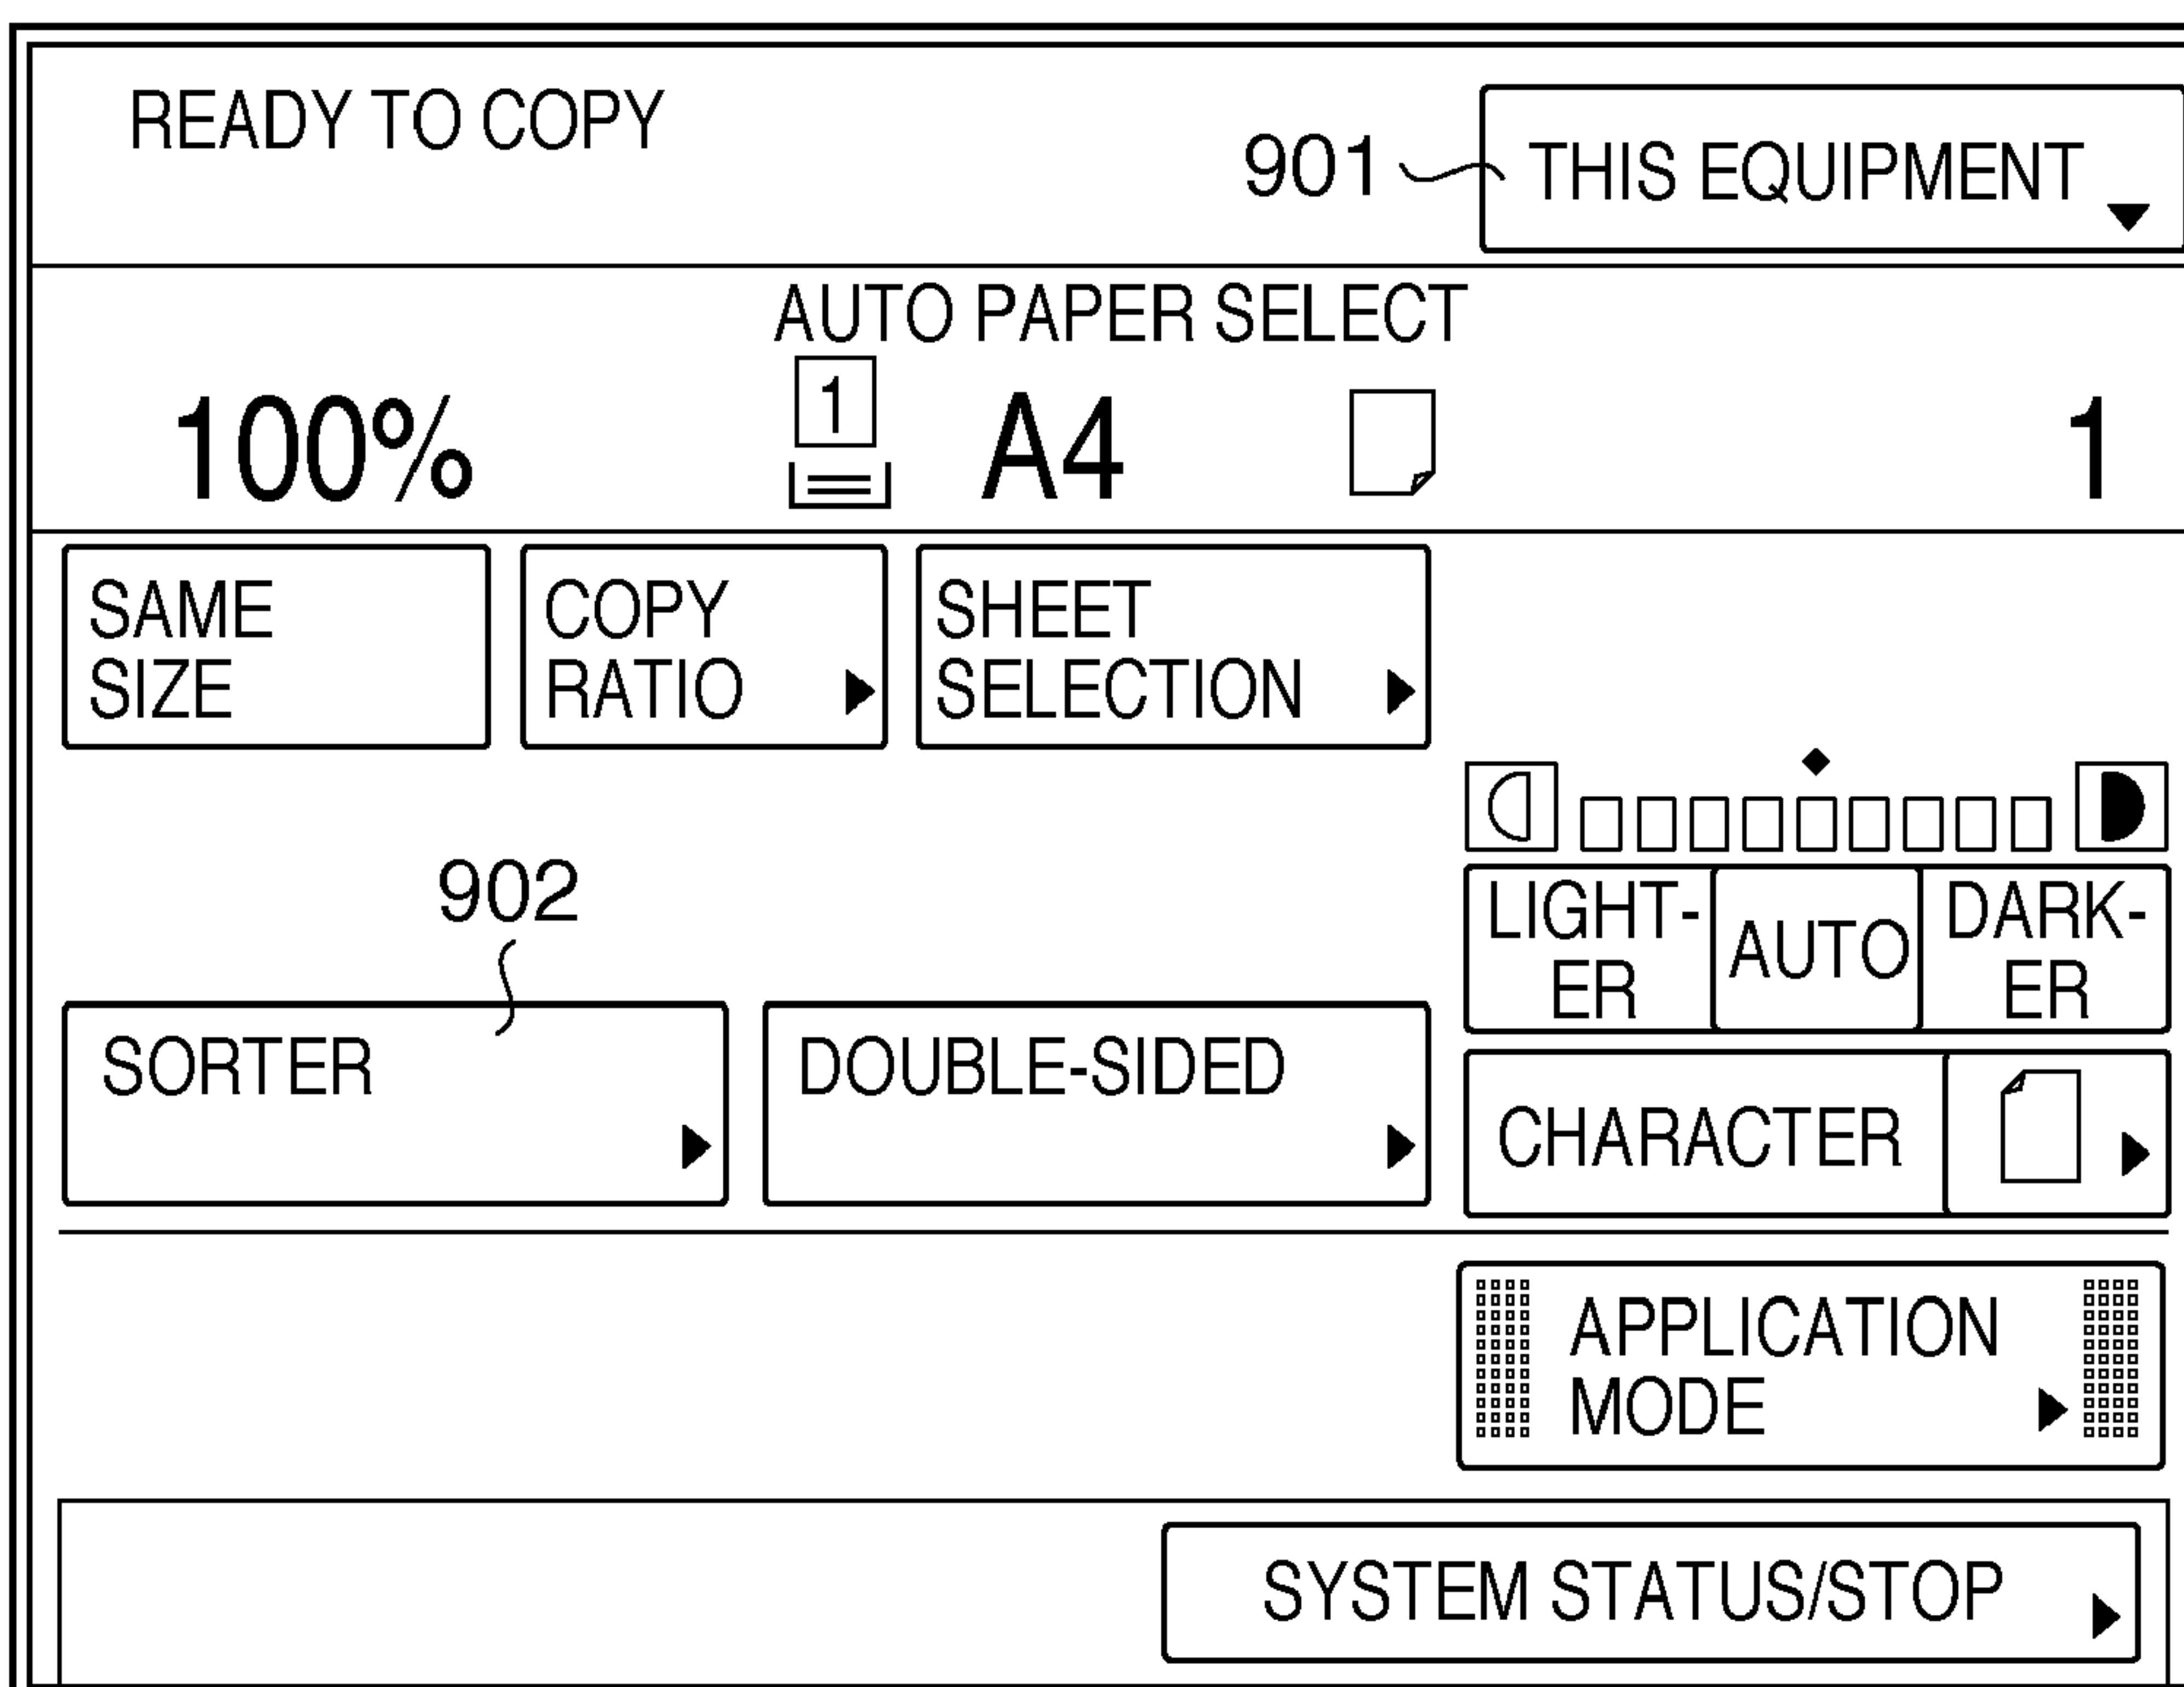 READY TO COPY
901
THIS EQUIPMENT
AUTO PAPER SELECT
100%
1
A4
1
SAME
SIZE
COPY
RATIO
SHEET
SELECTION
LIGHT-
ER
AUTO
DARK-
ER
902
SORTER
DOUBLE-SIDED
CHARACTER
APPLICATION
MODE
SYSTEM STATUS/STOP